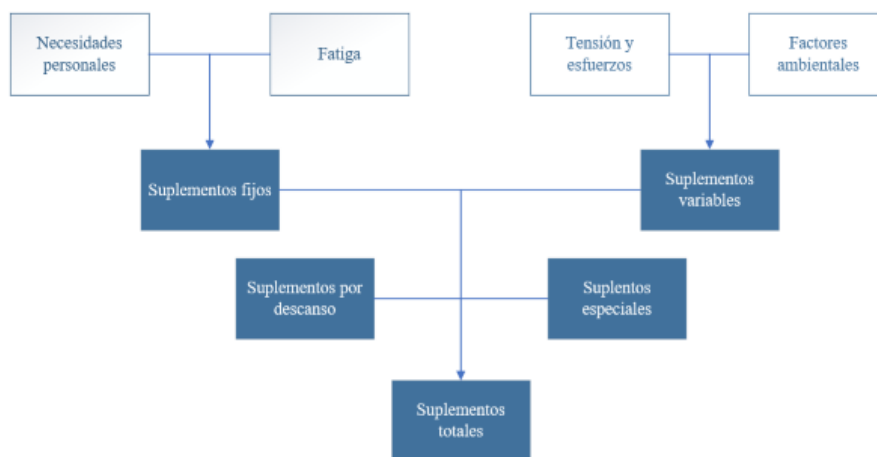 Necesidades
personales
Fatiga
Tensión y
esfuerzos
Factores
ambientales
Suplementos fijos
Suplementos
variables
Suplementos por
descanso
Suplentos
especiales
Suplementos
totales